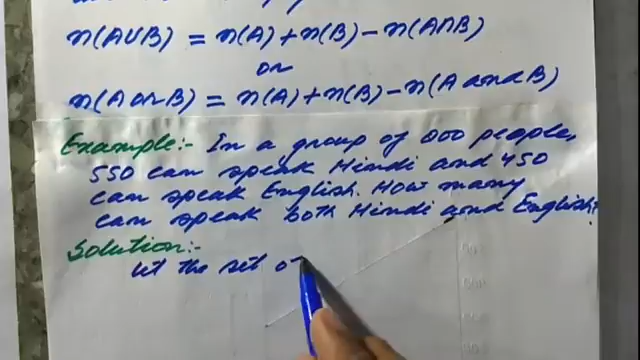 n(AUB) = n(A)+n(B)-n(A∩B)
or
n(A or B) = n(A)+n(B)-n(A and B)
Example:- In a group of 800 people,
550 can speak Hindi and 450
can speak English. How many
can speak both Hindi and English?
Solution:-
Let the set o